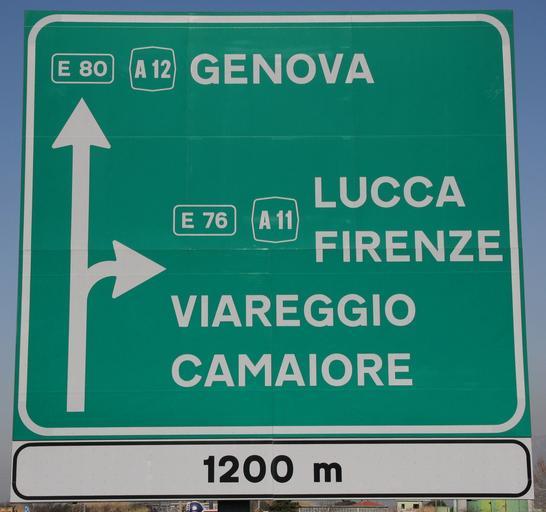 E 80 A 12 GENOVA
LUCCA
E 76 A 11
FIRENZE
VIAREGGIO
CAMAIORE
1200 m